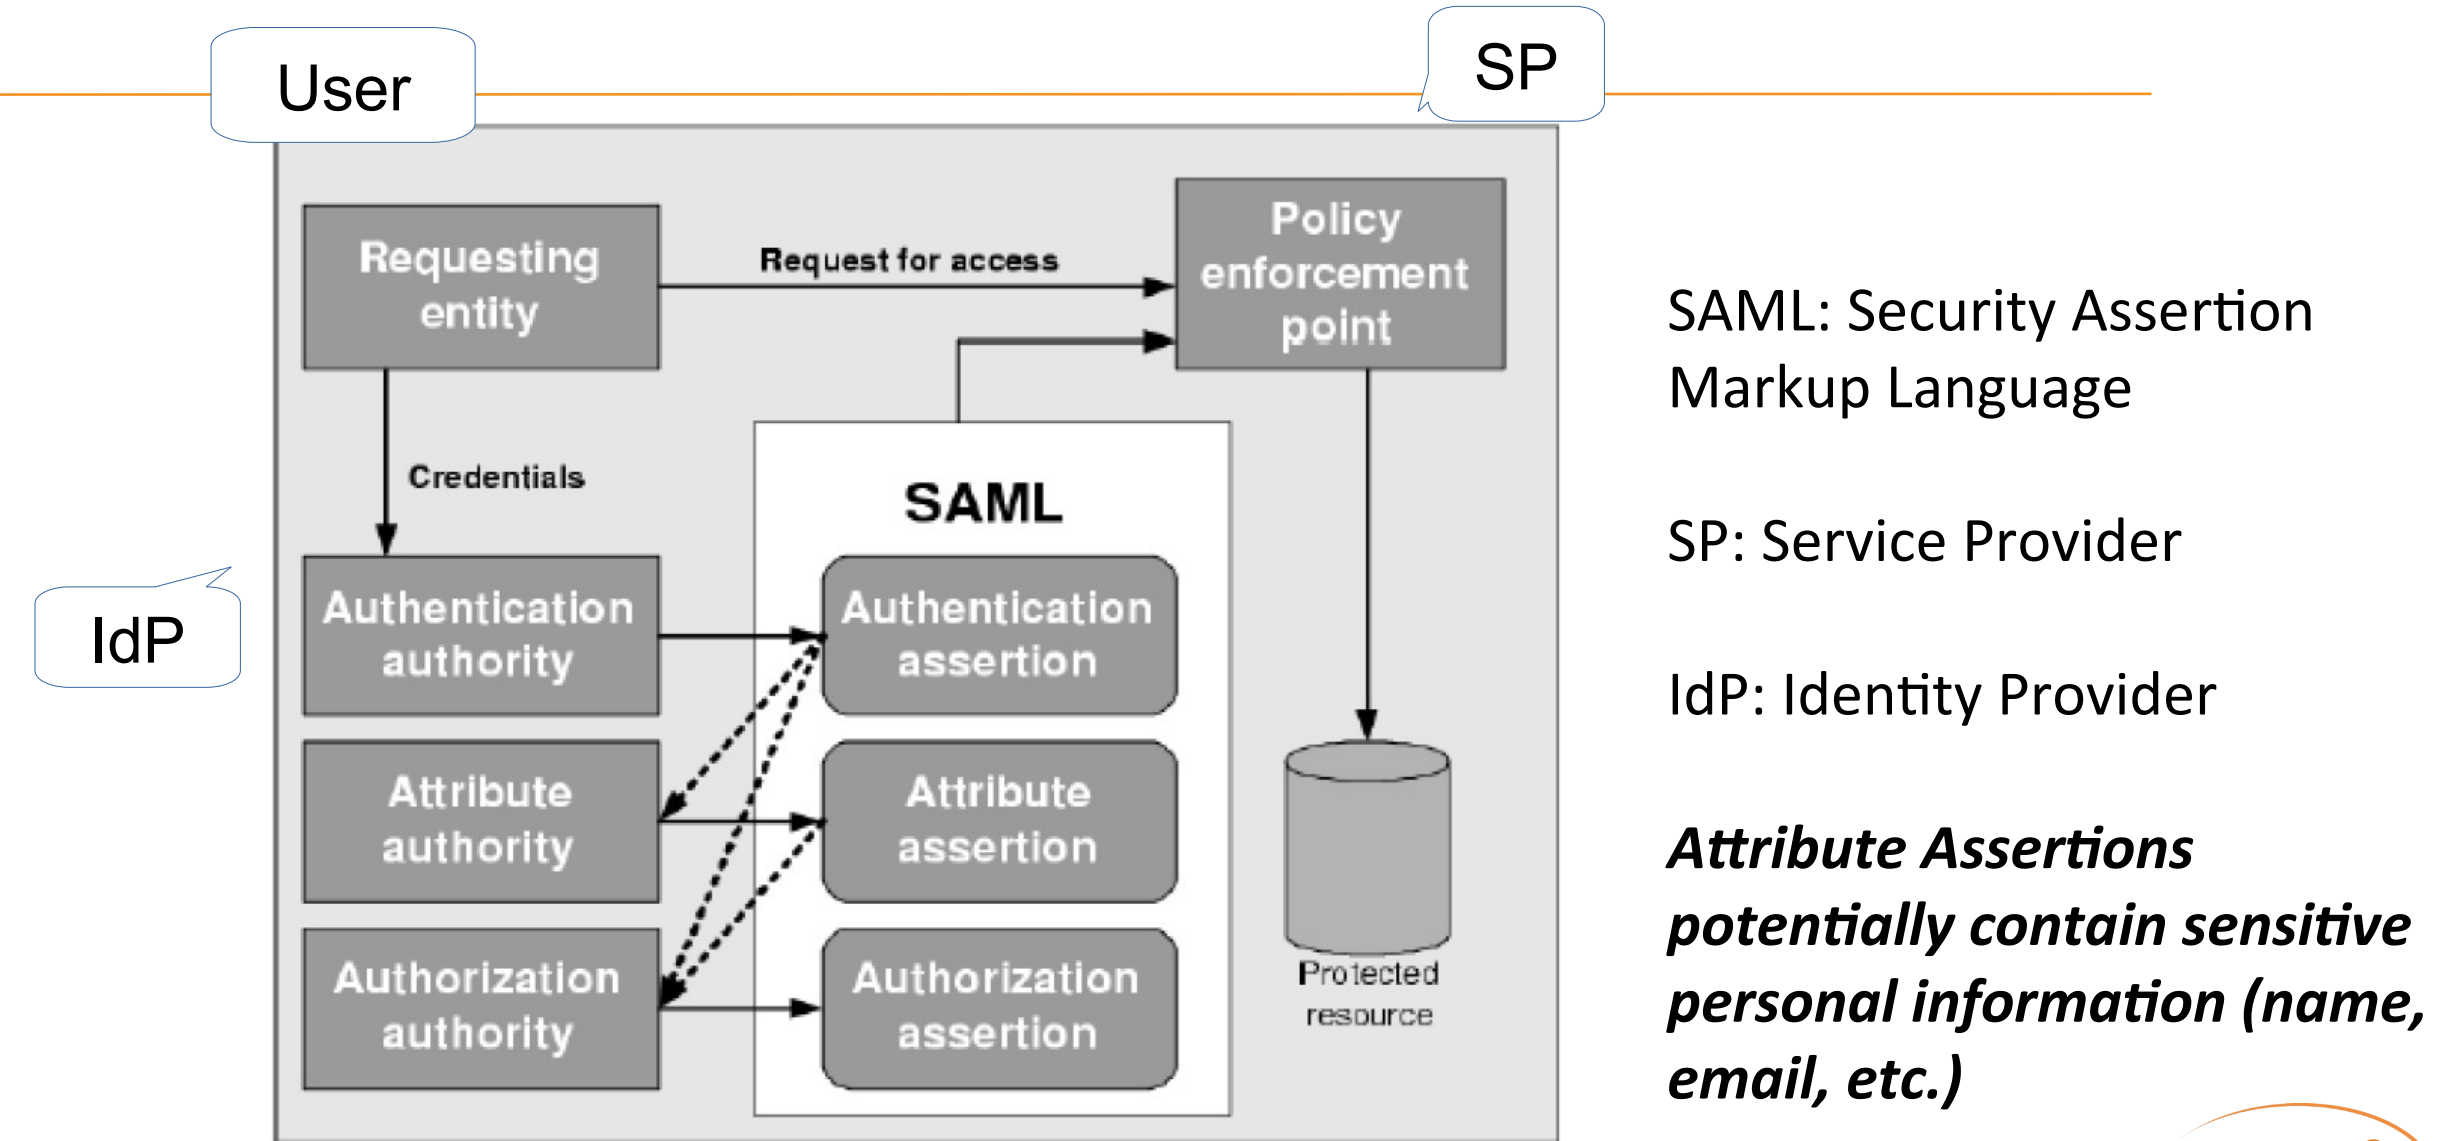 User
SP
Requesting
entity
Request for access
Policy
enforcement
point
Credentials
SAML
IdP
Authentication
authority
Authentication
assertion
Attribute
authority
Attribute
assertion
Authorization
authority
Authorization
assertion
Protected
resource
SAML: Security Assertion
Markup Language
SP: Service Provider
IdP: Identity Provider
Attribute Assertions
potentially contain sensitive
personal information (name,
email, etc.)